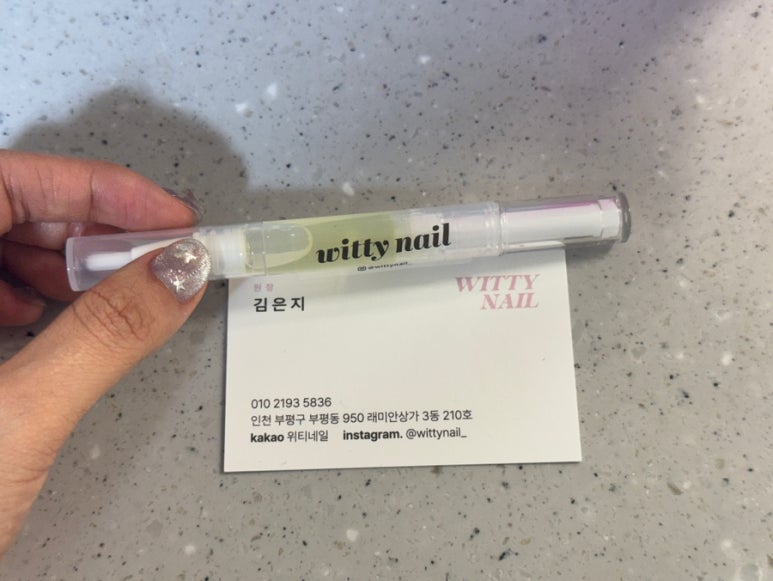 witty nail
@wittynail_
원장
김은지
WITTY
NAIL
010 2193 5836
인천 부평구 부평동 950 래미안상가 3동 210호
kakao 위티네일 instagram. @wittynail_